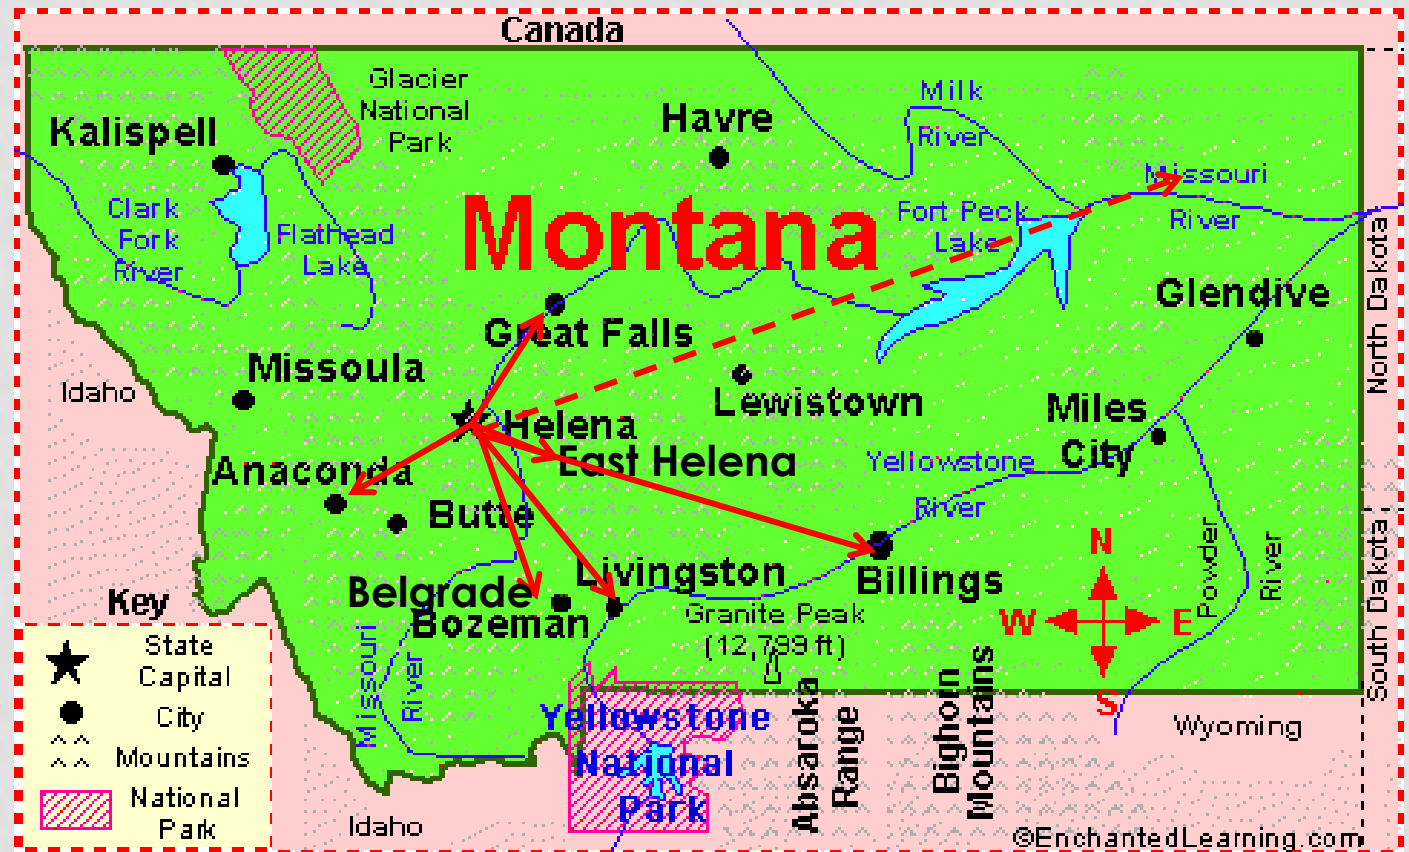 Canada
Glacier
National
Park
Kalispell
Havre
Milk
River
Missouri
River
Clark
Fork
River
Flathead
Lake
Montana
Fort Peck
Lake
North Dakota
Glendive
Great Falls
Missoula
Idaho
Lewistown
Miles
City
Helena
East Helena
Anaconda
Yellowstone
River
Butte
N
W
E
S
Powder
River
South Dakota
Livingston
Billings
Belgrade
Bozeman
Granite Peak
(12,799 ft)
Missouri
River
Key
State
Capital
City
Mountains
National
Park
Yellowstone
National
Park
Absaroka
Range
Bighorn
Mountains
Wyoming
Idaho
©EnchantedLearning.com